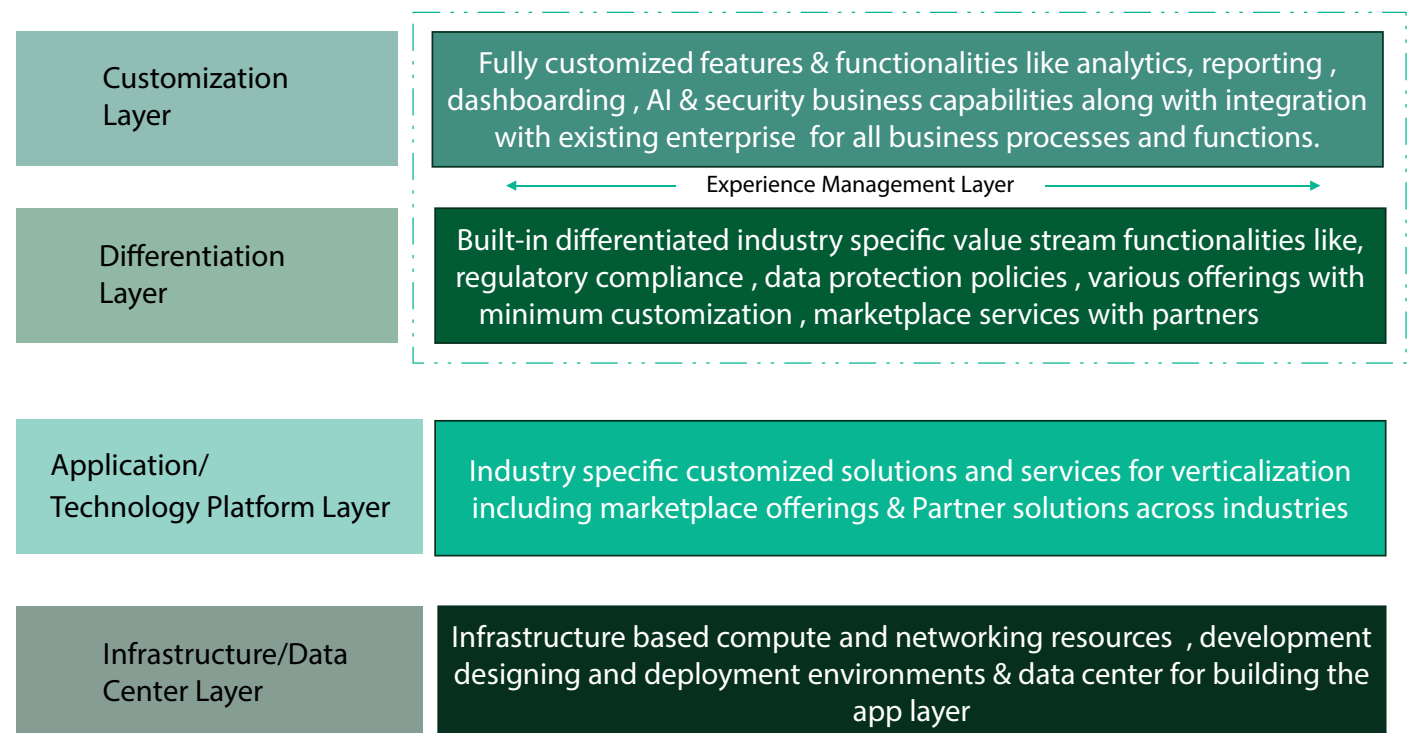 Customization
Layer
Fully customized features & functionalities like analytics, reporting ,
dashboarding , AI & security business capabilities along with integration
with existing enterprise for all business processes and functions.
Experience Management Layer
Differentiation
Layer
Built-in differentiated industry specific value stream functionalities like,
regulatory compliance , data protection policies , various offerings with
minimum customization , marketplace services with partners
Application/
Technology Platform Layer
Industry specific customized solutions and services for verticalization
including marketplace offerings & Partner solutions across industries
Infrastructure/Data
Center Layer
Infrastructure based compute and networking resources , development
designing and deployment environments & data center for building the
app layer